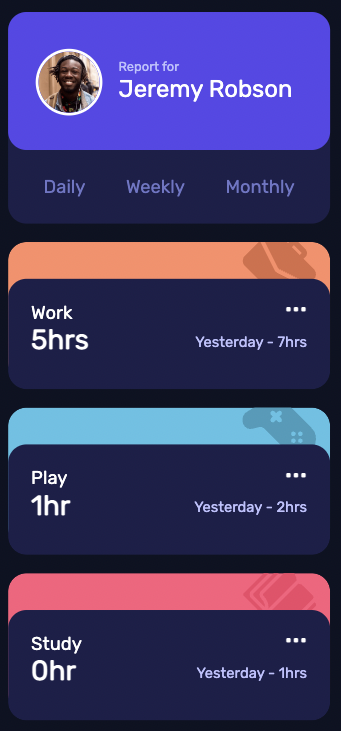 Report for
Jeremy Robson
Daily Weekly Monthly
Work
5hrs
Yesterday - 7hrs
Play
1hr
Yesterday - 2hrs
Study
0hr
Yesterday - 1hrs